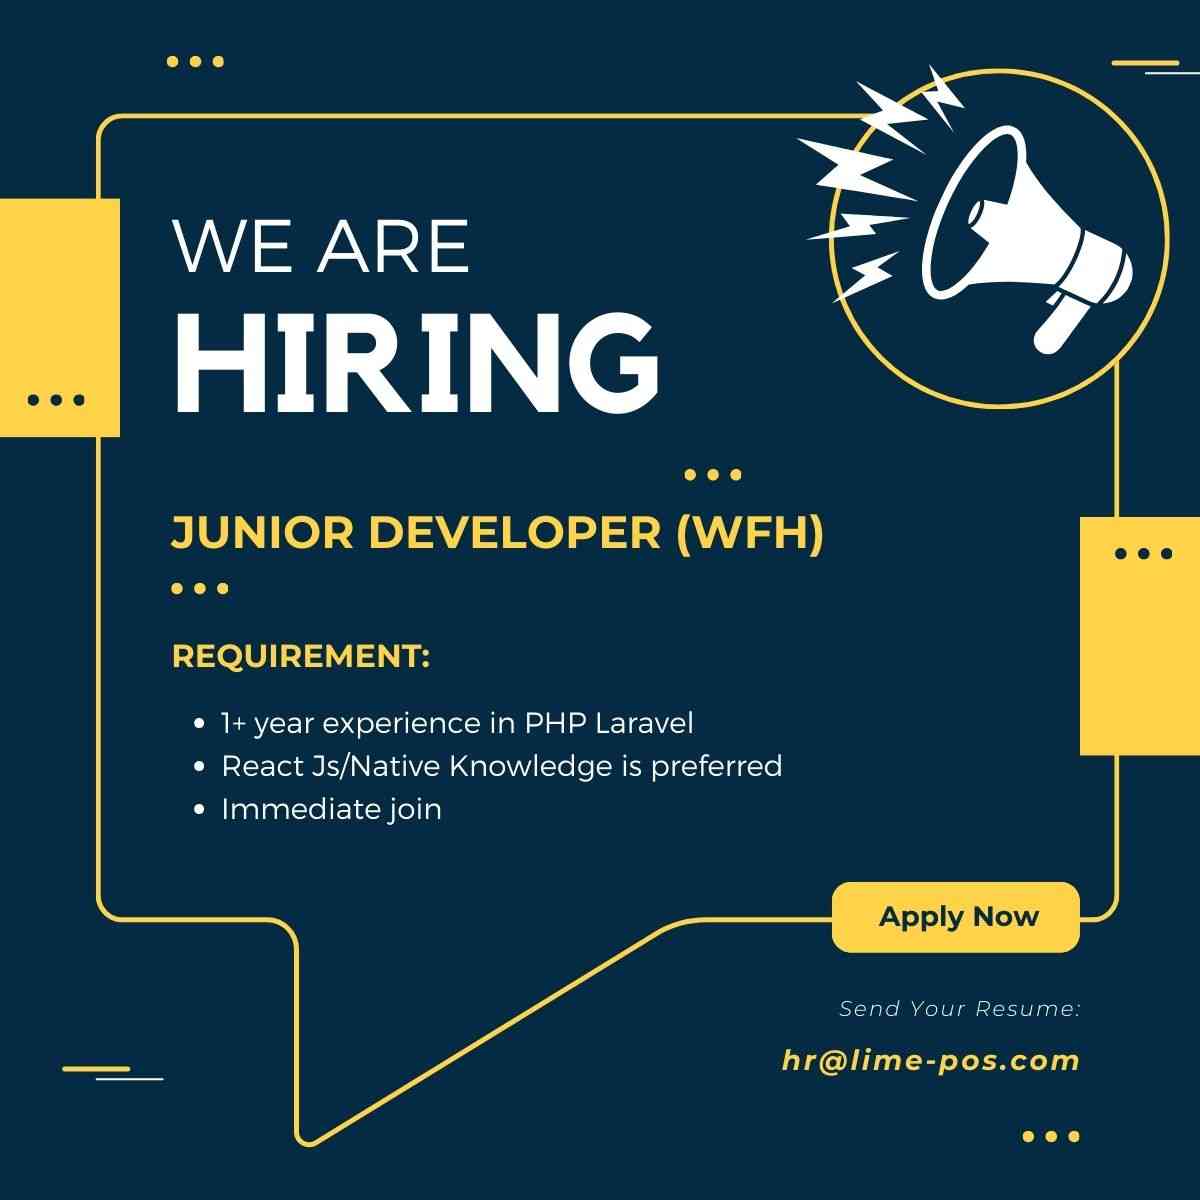 WE ARE
HIRING
JUNIOR DEVELOPER (WFH)
REQUIREMENT:
1+ year experience in PHP Laravel
React Js/Native Knowledge is preferred
Immediate join
Apply Now
Send Your Resume:
hr@lime-pos.com